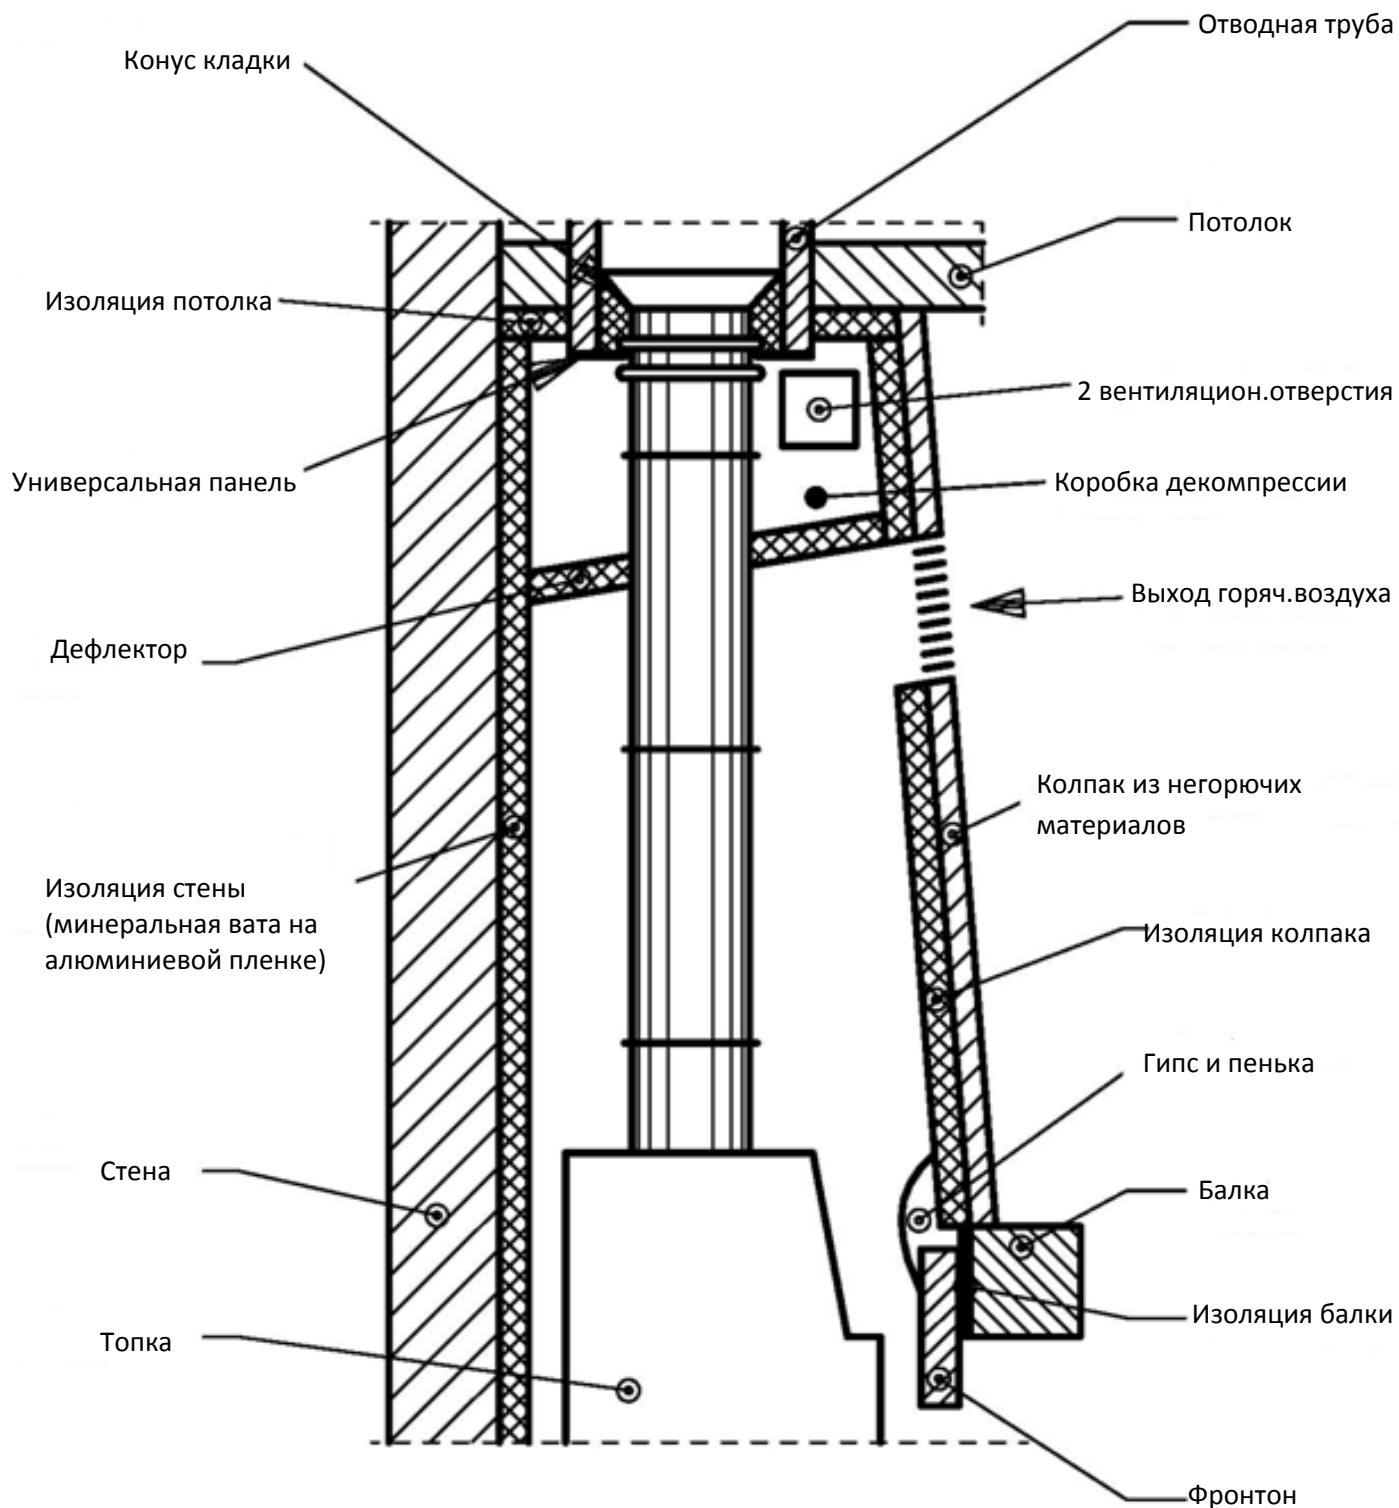 Отводная труба
Конус кладки
Потолок
Изоляция потолка
2 вентиляцион.отверстия
Универсальная панель
Коробка декомпрессии
Выход горяч.воздуха
Дефлектор
Колпак из негорючих
материалов
Изоляция стены
(минеральная вата на
алюминиевой пленке)
Изоляция колпака
Гипс и пенька
Стена
Балка
Изоляция балки
Топка
Фронтон